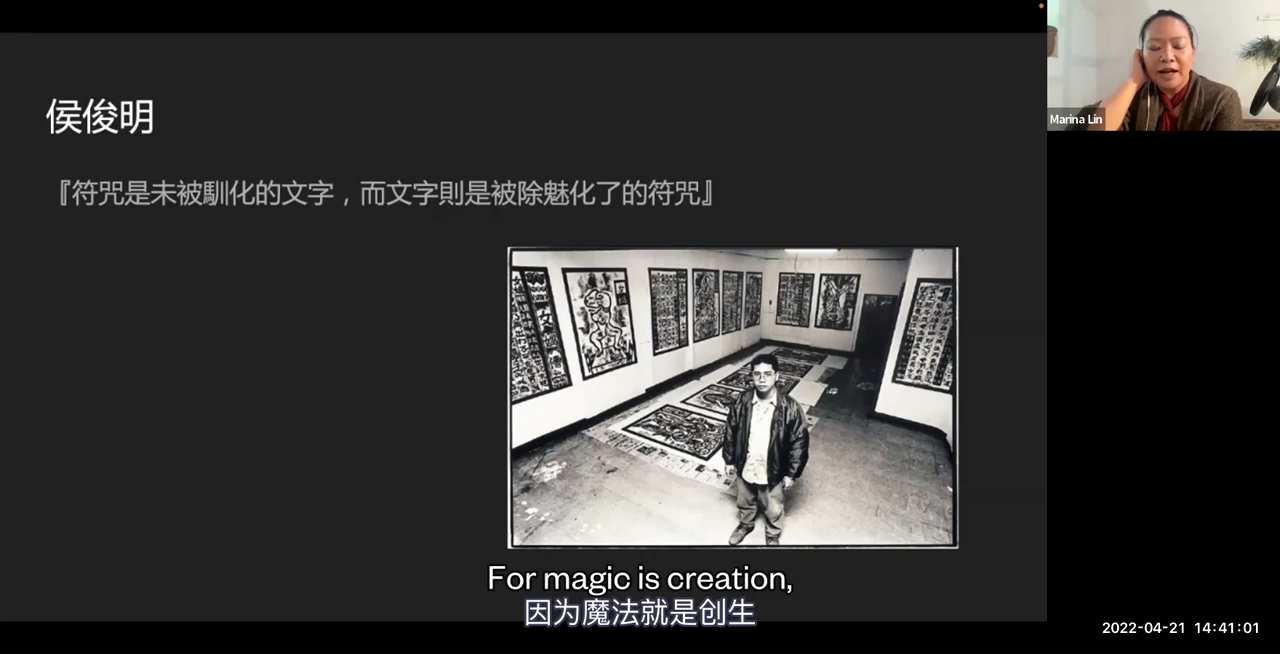 侯俊明
『符咒是未被馴化的文字，而文字則是被除魅化了的符咒』
Marina Lin
For magic is creation,
因为魔法就是创生
2022-04-21 14:41:01